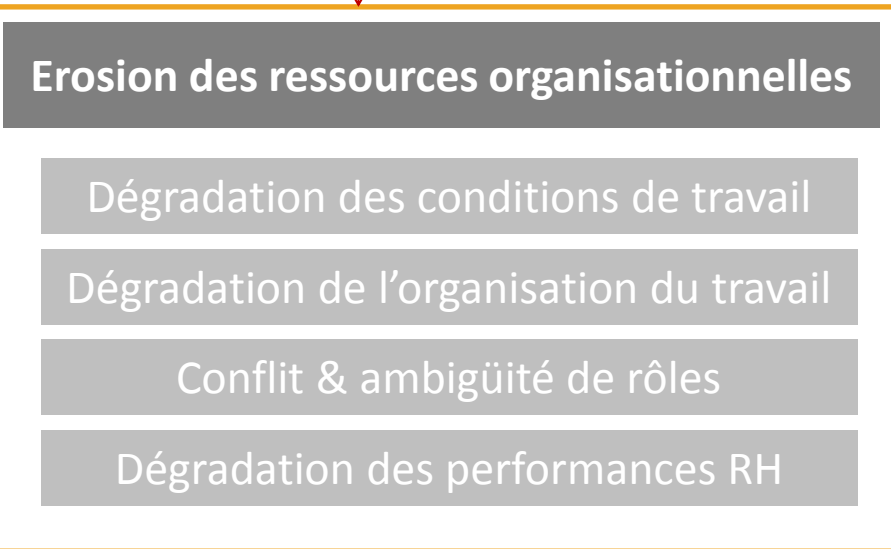 Erosion des ressources organisationnelles
Dégradation des conditions de travail
Dégradation de l’organisation du travail
Conflit & ambigüité de rôles
Dégradation des performances RH